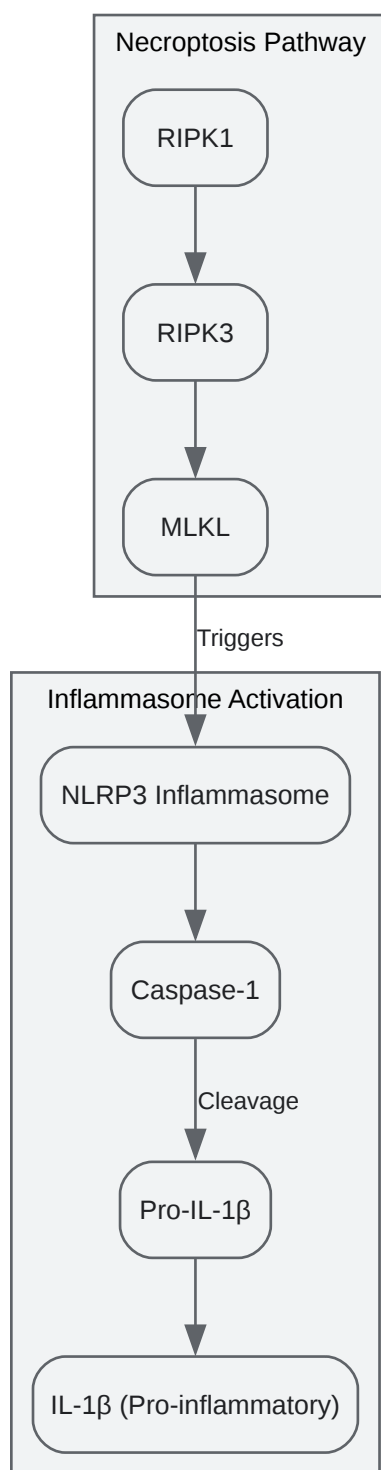 Necroptosis Pathway
RIPK1
RIPK3
MLKL
Triggers
Inflammasome Activation
NLRP3 Inflammasome
Caspase-1
Cleavage
Pro-IL-1β
IL-1β (Pro-inflammatory)